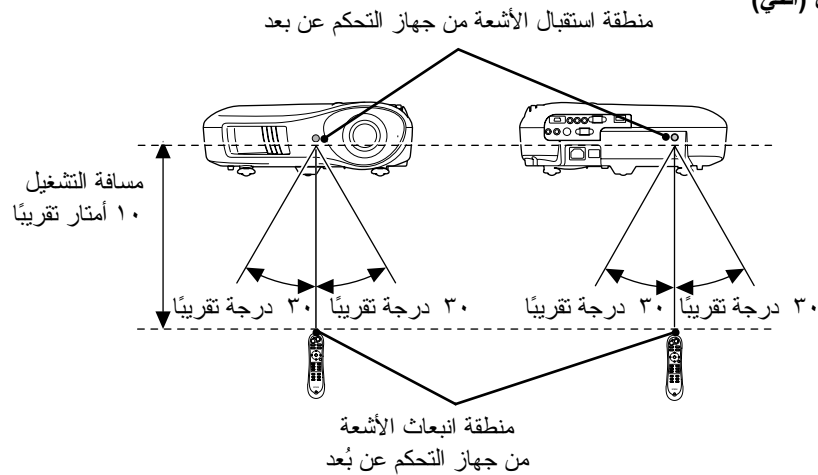 (أفقي)
منطقة استقبال الأشعة من جهاز التحكم عن بعد
مسافة التشغيل
١٠ أمتار تقريبًا
٣٠ درجة تقريبًا
٣٠ درجة تقريبًا
٣٠ درجة تقريبًا
٣٠ درجة تقريبًا
منطقة انبعاث الأشعة
من جهاز التحكم عن بُعد